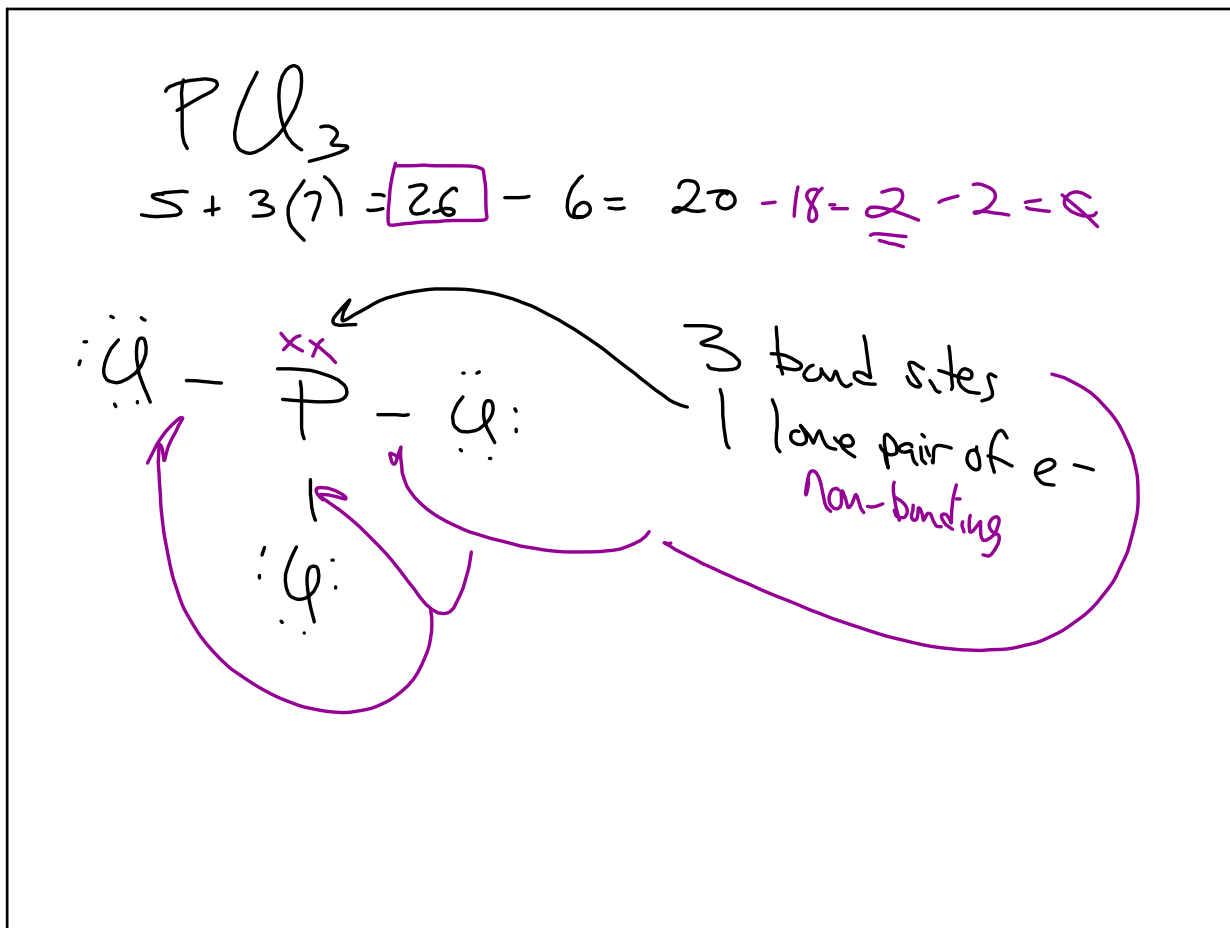 PCl3
5 + 3(7) = 26 - 6 = 20 - 18 = 2 - 2 = 0
:Cl - P - Cl:
xx
:Cl:
3 bond sites
1 lone pair of e-
non-bonding